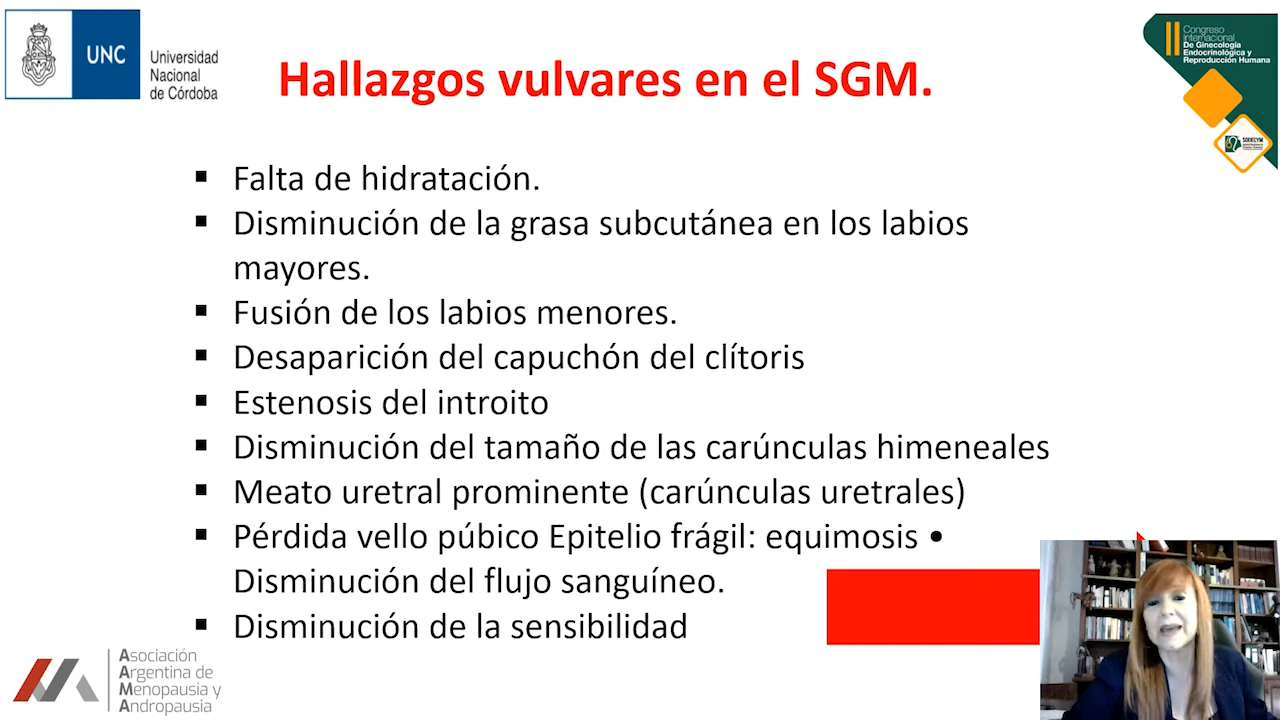 UNC
Universidad
Nacional
de Córdoba
Hallazgos vulvares en el SGM.
II Congreso
Internacional
De Ginecología
Endocrinológica y
Reproducción Humana
SODEGYM
▪ Falta de hidratación.
▪ Disminución de la grasa subcutánea en los labios
mayores.
▪ Fusión de los labios menores.
▪ Desaparición del capuchón del clítoris
▪ Estenosis del introito
▪ Disminución del tamaño de las carúnculas himeneales
▪ Meato uretral prominente (carúnculas uretrales)
▪ Pérdida vello púbico Epitelio frágil: equimosis •
Disminución del flujo sanguíneo.
▪ Disminución de la sensibilidad
Asociación
Argentina de
Menopausia y
Andropausia